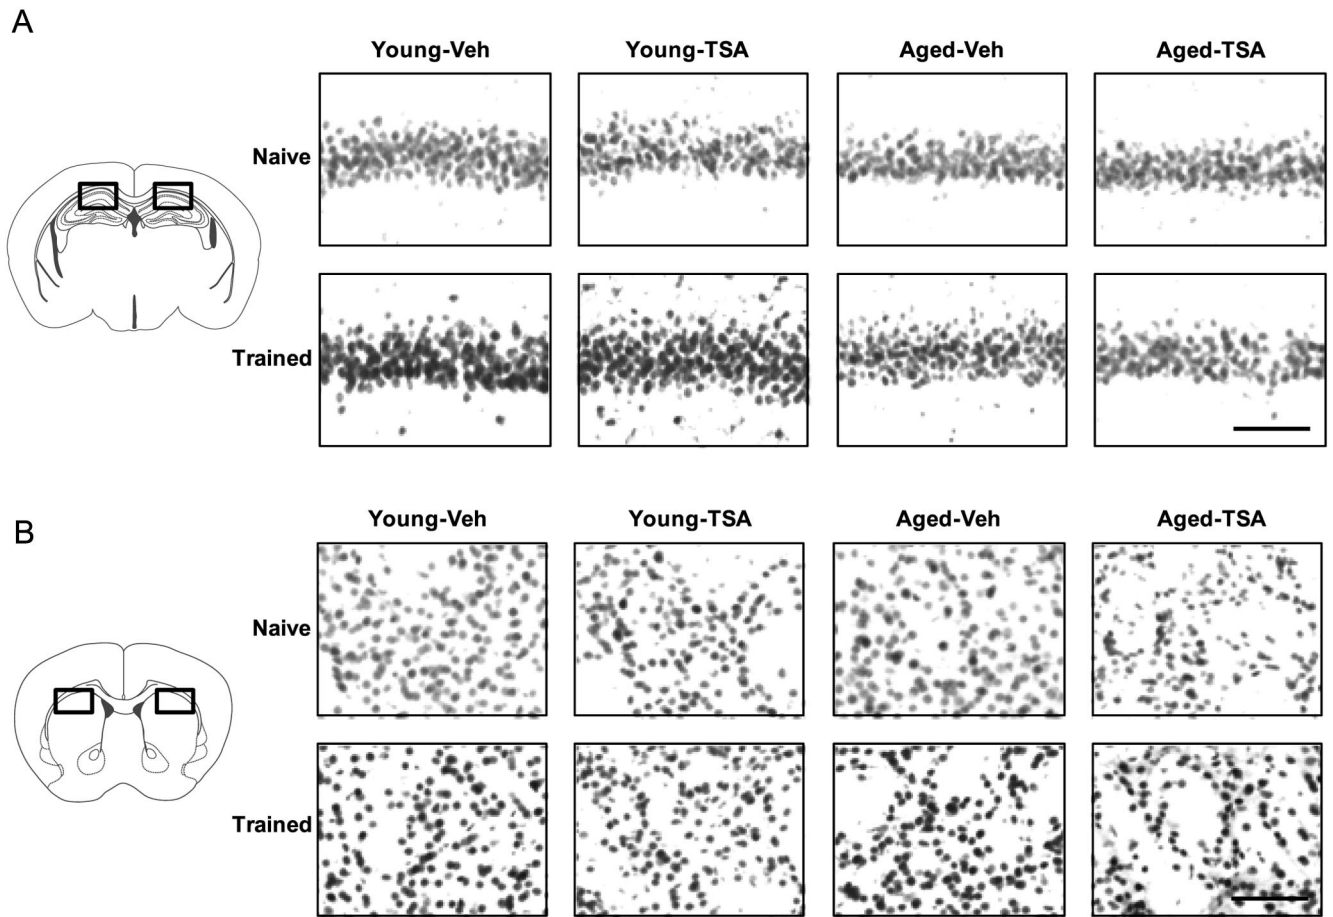 A
Young-Veh Young-TSA Aged-Veh Aged-TSA
Naive
Trained
B
Young-Veh Young-TSA Aged-Veh Aged-TSA
Naive
Trained